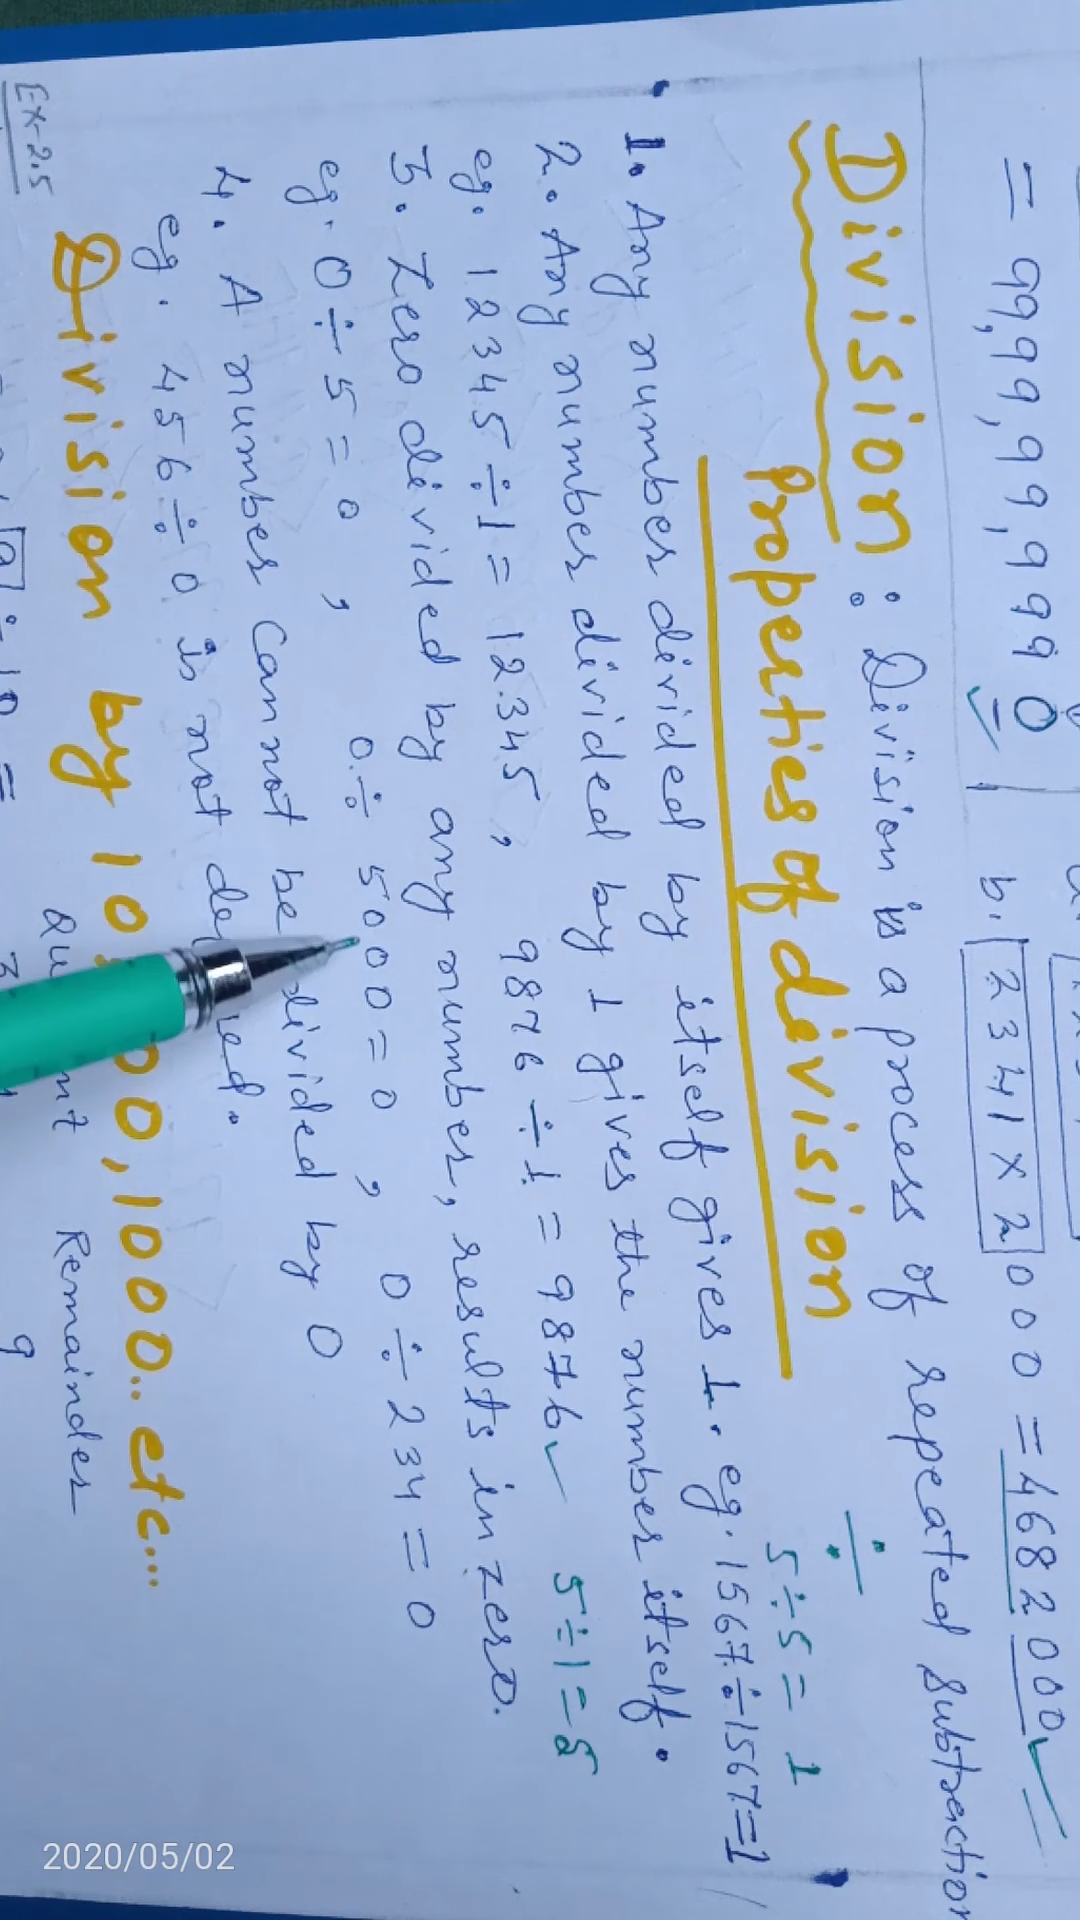 = 99,99,99,9990
b. 2341×2000 = 4682000
Division : Division is a process of repeated subtraction
÷
Properties of division
5÷5 = 1
1. Any number divided by itself gives 1. eg. 1567÷1567=1
2. Any number divided by 1 gives the number itself.
eg. 12345÷1 = 12345, 9876÷1 = 9876 5÷1=5
3. Zero divided by any number, results in zero.
eg. 0÷5=0, 0÷5000=0, 0÷234=0
4. A number cannot be divided by 0
eg. 456÷0 is not
Division by 10, 1000.. etc...
Ex-2.5
Remainder
9
2020/05/02